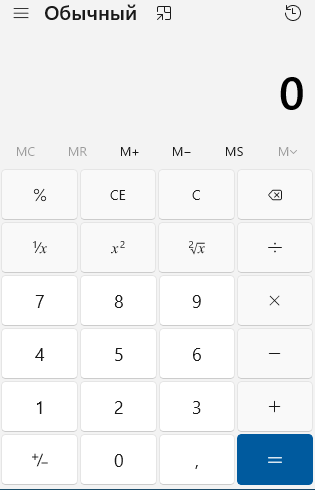 Обычный
0
MC MR M+ M− MS M
% CE C
¹/x x² ²√x ÷
7 8 9 ×
4 5 6 −
1 2 3 +
+/− 0 , =